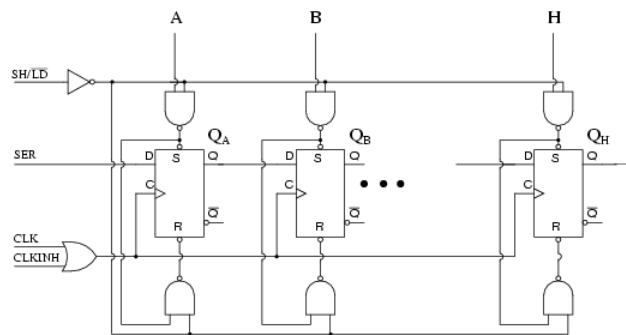 A B H
SH/LD
Q_A Q_B Q_H
SER D S Q D S Q D S Q
C C C
R Q R Q R Q
CLK
CLKINH